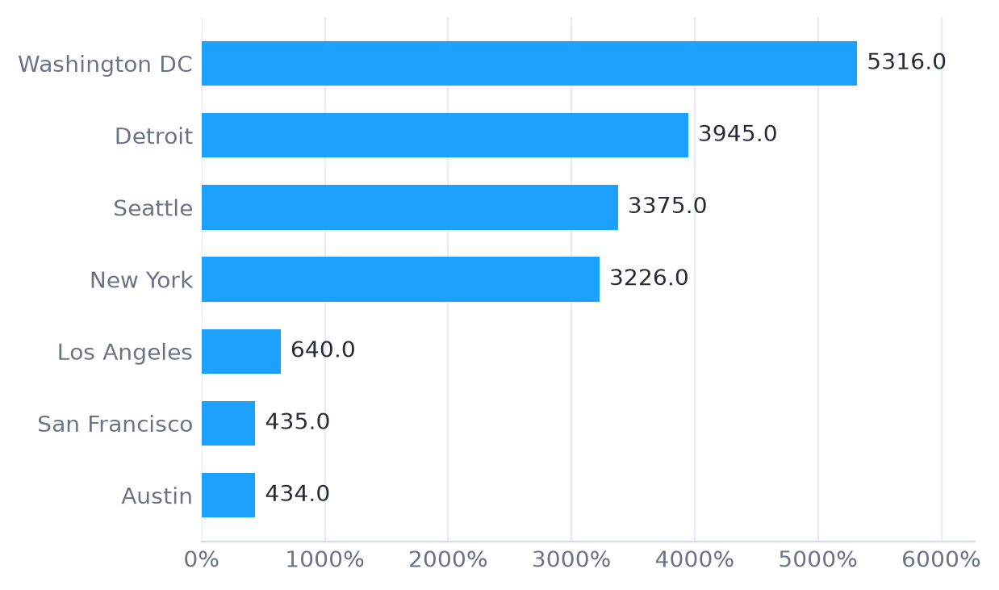 Washington DC 5316.0
Detroit 3945.0
Seattle 3375.0
New York 3226.0
Los Angeles 640.0
San Francisco 435.0
Austin 434.0
0% 1000% 2000% 3000% 4000% 5000% 6000%